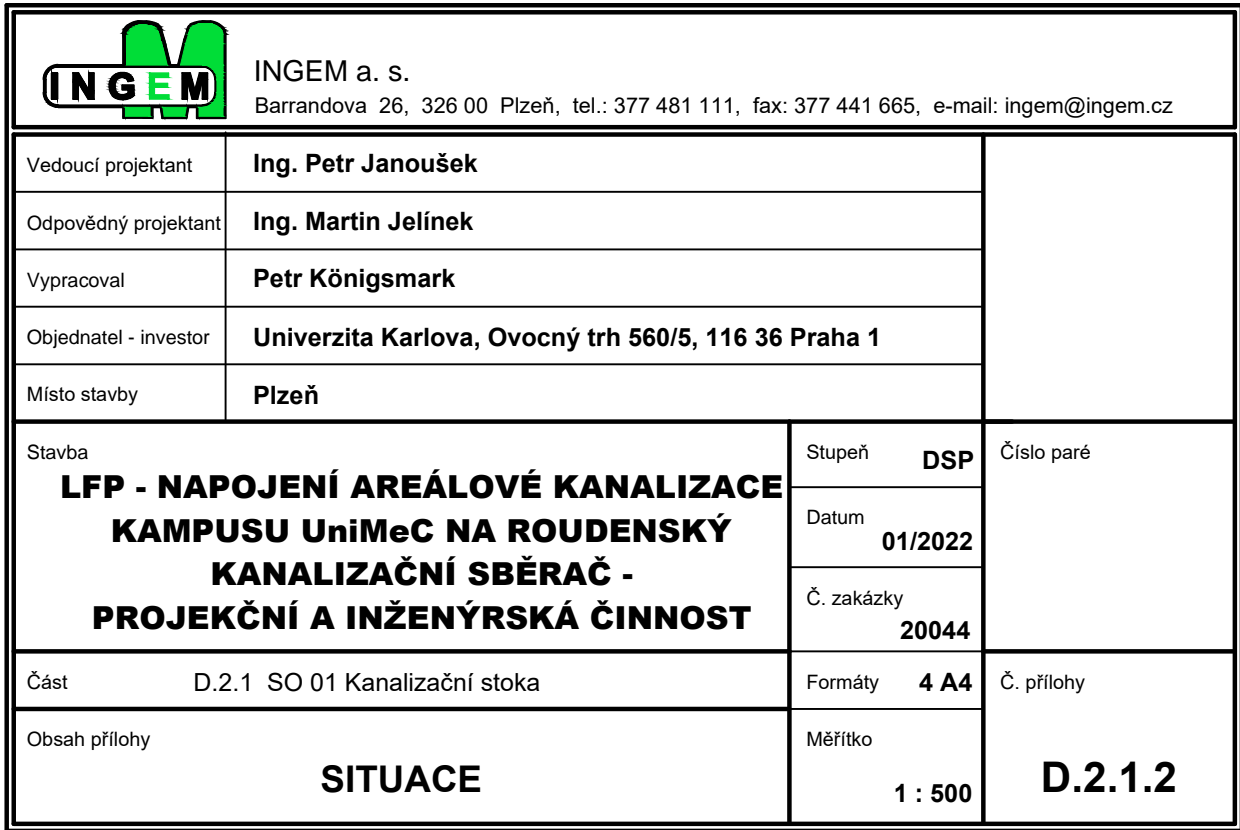 INGEM
INGEM a. s.
Barrandova 26, 326 00 Plzeň, tel.: 377 481 111, fax: 377 441 665, e-mail: ingem@ingem.cz
Vedoucí projektant Ing. Petr Janoušek
Odpovědný projektant Ing. Martin Jelínek
Vypracoval Petr Königsmark
Objednatel - investor Univerzita Karlova, Ovocný trh 560/5, 116 36 Praha 1
Místo stavby Plzeň
Stavba
LFP - NAPOJENÍ AREÁLOVÉ KANALIZACE
KAMPUSU UniMeC NA ROUDENSKÝ
KANALIZAČNÍ SBĚRAČ -
PROJEKČNÍ A INŽENÝRSKÁ ČINNOST
Stupeň DSP
Datum
01/2022
Č. zakázky
20044
Číslo paré
Část D.2.1 SO 01 Kanalizační stoka
Formáty 4 A4
Č. přílohy
Obsah přílohy
SITUACE
Měřítko
1 : 500
D.2.1.2